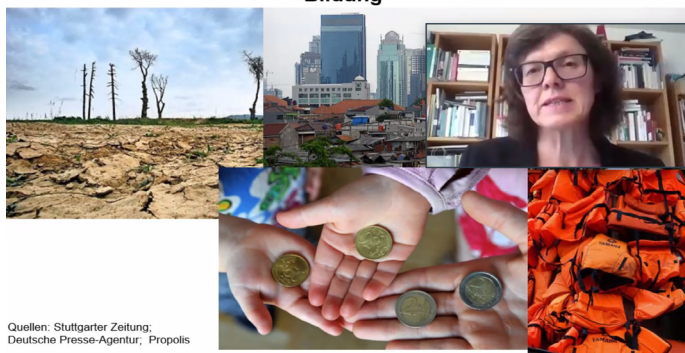 Bildung
Quellen: Stuttgarter Zeitung;
Deutsche Presse-Agentur; Propolis